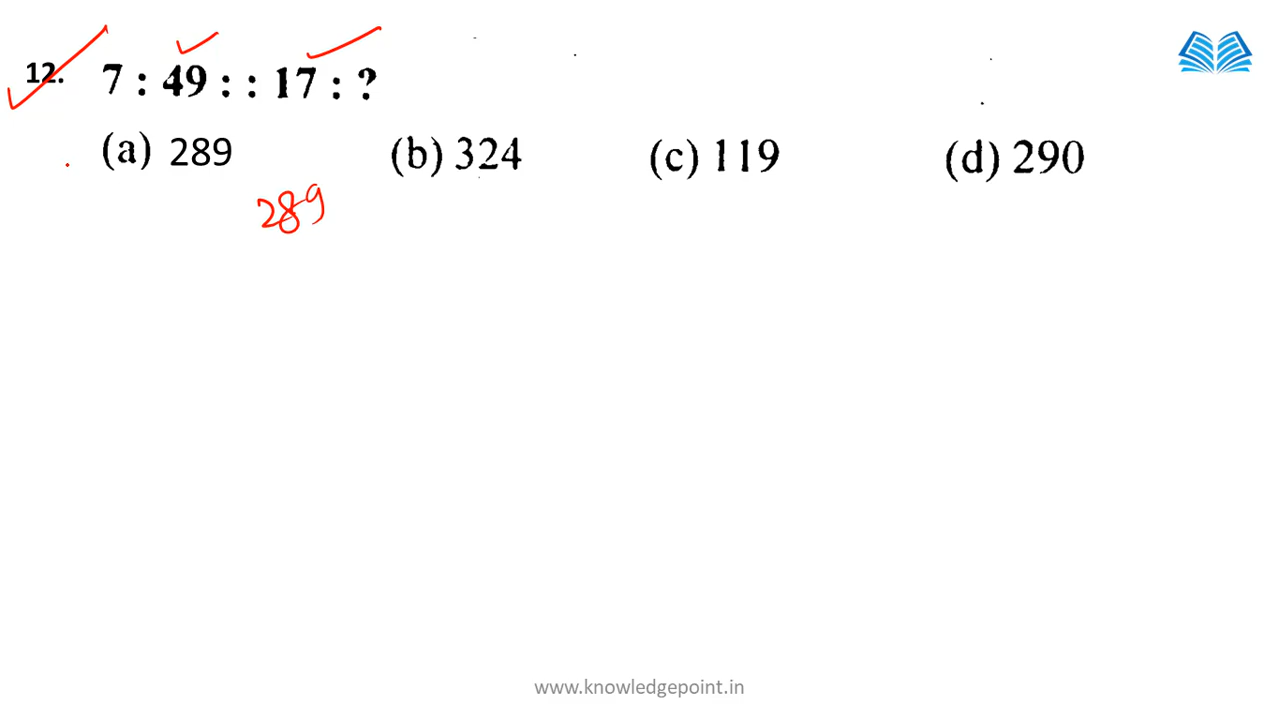 12. 7 : 49 : : 17 : ?
(a) 289 (b) 324 (c) 119 (d) 290
289
www.knowledgepoint.in